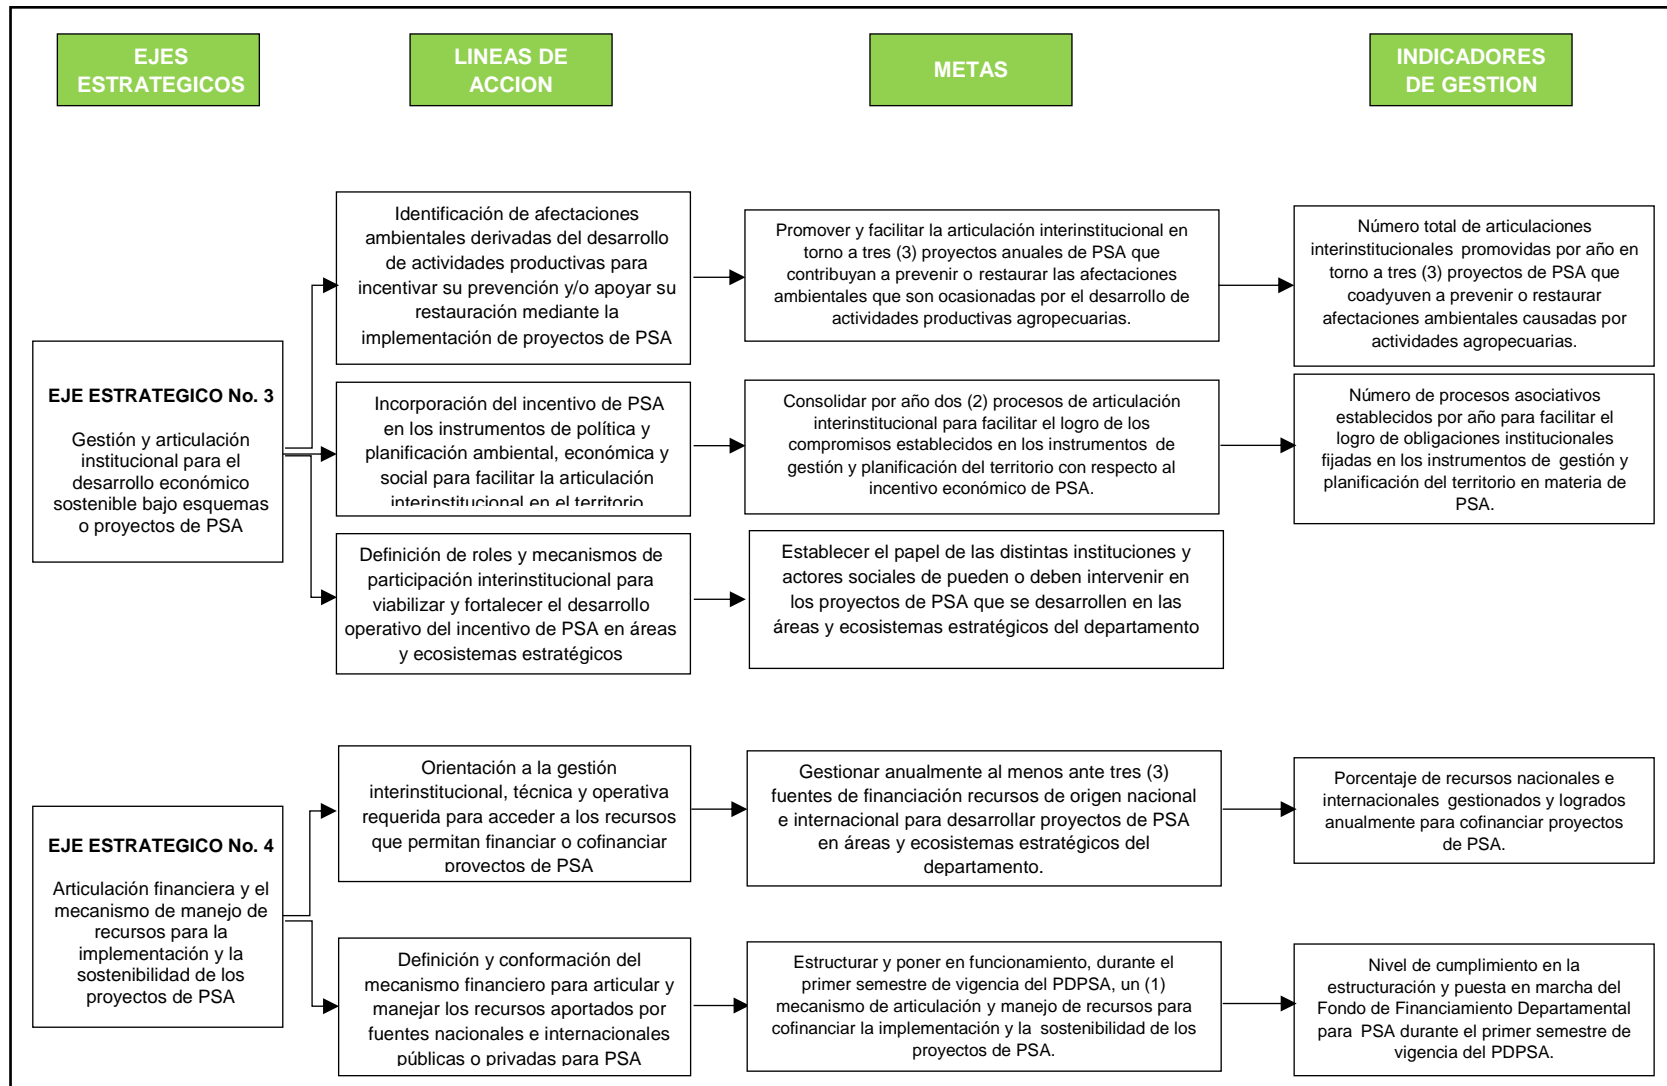 EJES
ESTRATEGICOS
LINEAS DE
ACCION
METAS
INDICADORES
DE GESTION
EJE ESTRATEGICO No. 3
Gestión y articulación
institucional para el
desarrollo económico
sostenible bajo esquemas
o proyectos de PSA
Identificación de afectaciones
ambientales derivadas del desarrollo
de actividades productivas para
incentivar su prevención y/o apoyar su
restauración mediante la
implementación de proyectos de PSA
Promover y facilitar la articulación interinstitucional en
torno a tres (3) proyectos anuales de PSA que
contribuyan a prevenir o restaurar las afectaciones
ambientales que son ocasionadas por el desarrollo de
actividades productivas agropecuarias.
Número total de articulaciones
interinstitucionales promovidas por año en
torno a tres (3) proyectos de PSA que
coadyuven a prevenir o restaurar
afectaciones ambientales causadas por
actividades agropecuarias.
Incorporación del incentivo de PSA
en los instrumentos de política y
planificación ambiental, económica y
social para facilitar la articulación
interinstitucional en el territorio
Consolidar por año dos (2) procesos de articulación
interinstitucional para facilitar el logro de los
compromisos establecidos en los instrumentos de
gestión y planificación del territorio con respecto al
incentivo económico de PSA.
Número de procesos asociativos
establecidos por año para facilitar el
logro de obligaciones institucionales
fijadas en los instrumentos de gestión y
planificación del territorio en materia de
PSA.
Definición de roles y mecanismos de
participación interinstitucional para
viabilizar y fortalecer el desarrollo
operativo del incentivo de PSA en áreas
y ecosistemas estratégicos
Establecer el papel de las distintas instituciones y
actores sociales de pueden o deben intervenir en
los proyectos de PSA que se desarrollen en las
áreas y ecosistemas estratégicos del departamento
EJE ESTRATEGICO No. 4
Articulación financiera y el
mecanismo de manejo de
recursos para la
implementación y la
sostenibilidad de los
proyectos de PSA
Orientación a la gestión
interinstitucional, técnica y operativa
requerida para acceder a los recursos
que permitan financiar o cofinanciar
proyectos de PSA
Gestionar anualmente al menos ante tres (3)
fuentes de financiación recursos de origen nacional
e internacional para desarrollar proyectos de PSA
en áreas y ecosistemas estratégicos del
departamento.
Porcentaje de recursos nacionales e
internacionales gestionados y logrados
anualmente para cofinanciar proyectos
de PSA.
Definición y conformación del
mecanismo financiero para articular y
manejar los recursos aportados por
fuentes nacionales e internacionales
públicas o privadas para PSA
Estructurar y poner en funcionamiento, durante el
primer semestre de vigencia del PDPSA, un (1)
mecanismo de articulación y manejo de recursos para
cofinanciar la implementación y la sostenibilidad de los
proyectos de PSA.
Nivel de cumplimiento en la
estructuración y puesta en marcha del
Fondo de Financiamiento Departamental
para PSA durante el primer semestre de
vigencia del PDPSA.